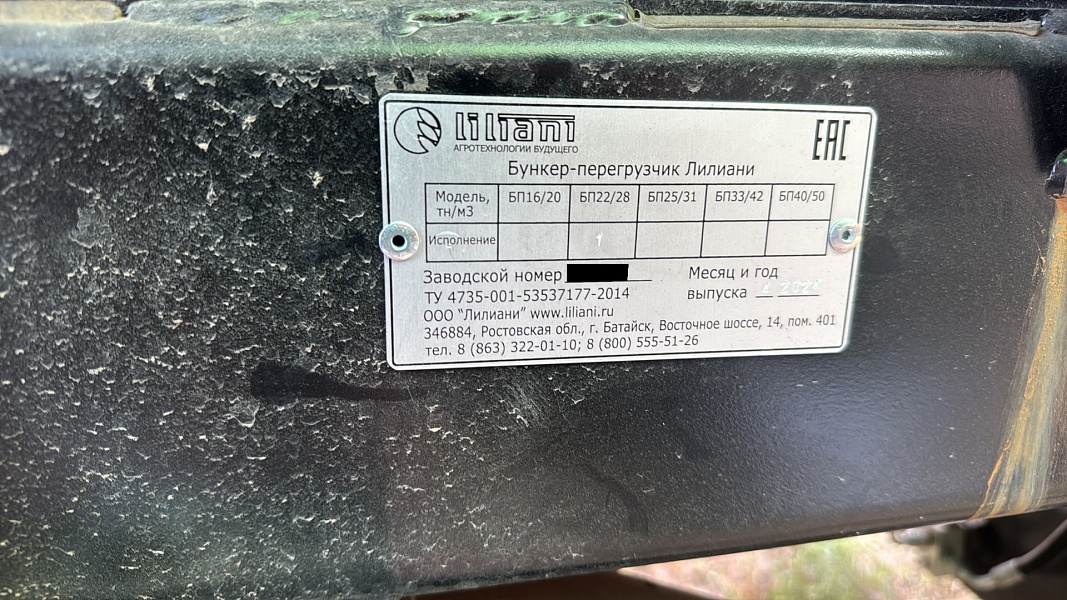 liliani
АГРОТЕХНОЛОГИИ БУДУЩЕГО
EAC
Бункер-перегрузчик Лилиани
Модель, тн/м3 БП16/20 БП22/28 БП25/31 БП33/42 БП40/50
Исполнение 1
Заводской номер
Месяц и год выпуска
ТУ 4735-001-53537177-2014
ООО "Лилиани" www.liliani.ru
346884, Ростовская обл., г. Батайск, Восточное шоссе, 14, пом. 401
тел. 8 (863) 322-01-10; 8 (800) 555-51-26